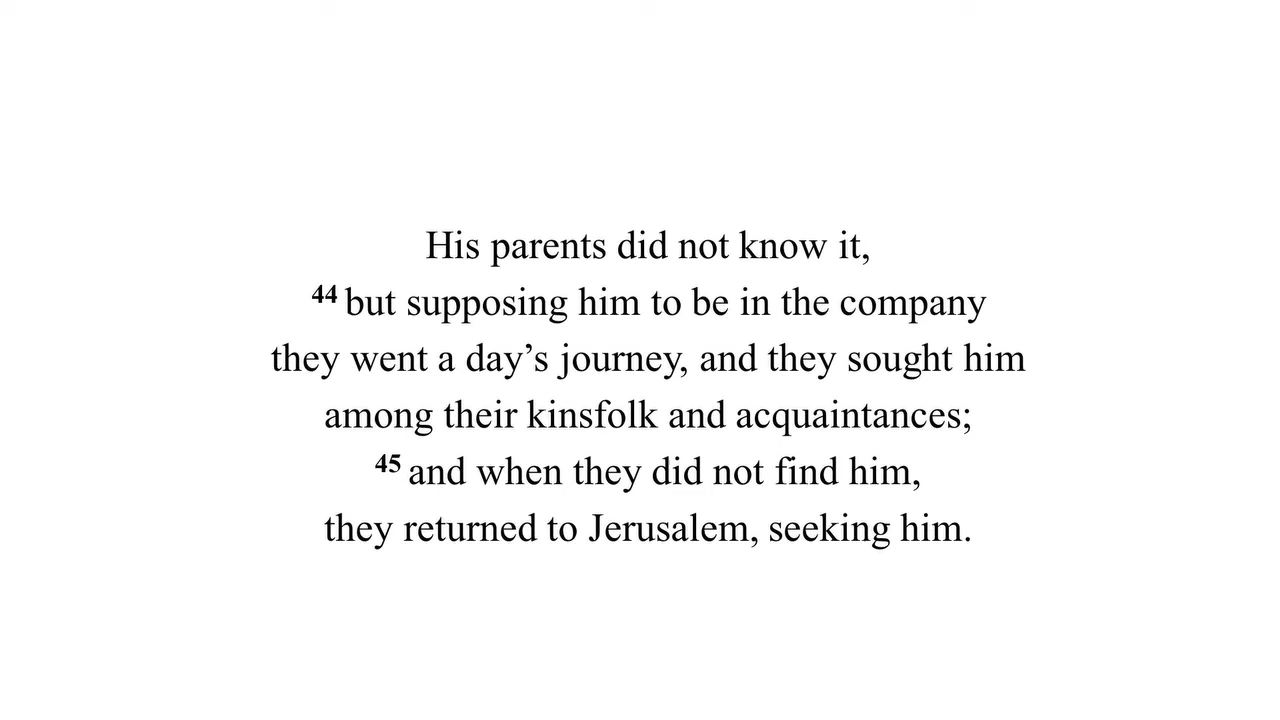 His parents did not know it,
44 but supposing him to be in the company
they went a day’s journey, and they sought him
among their kinsfolk and acquaintances;
45 and when they did not find him,
they returned to Jerusalem, seeking him.